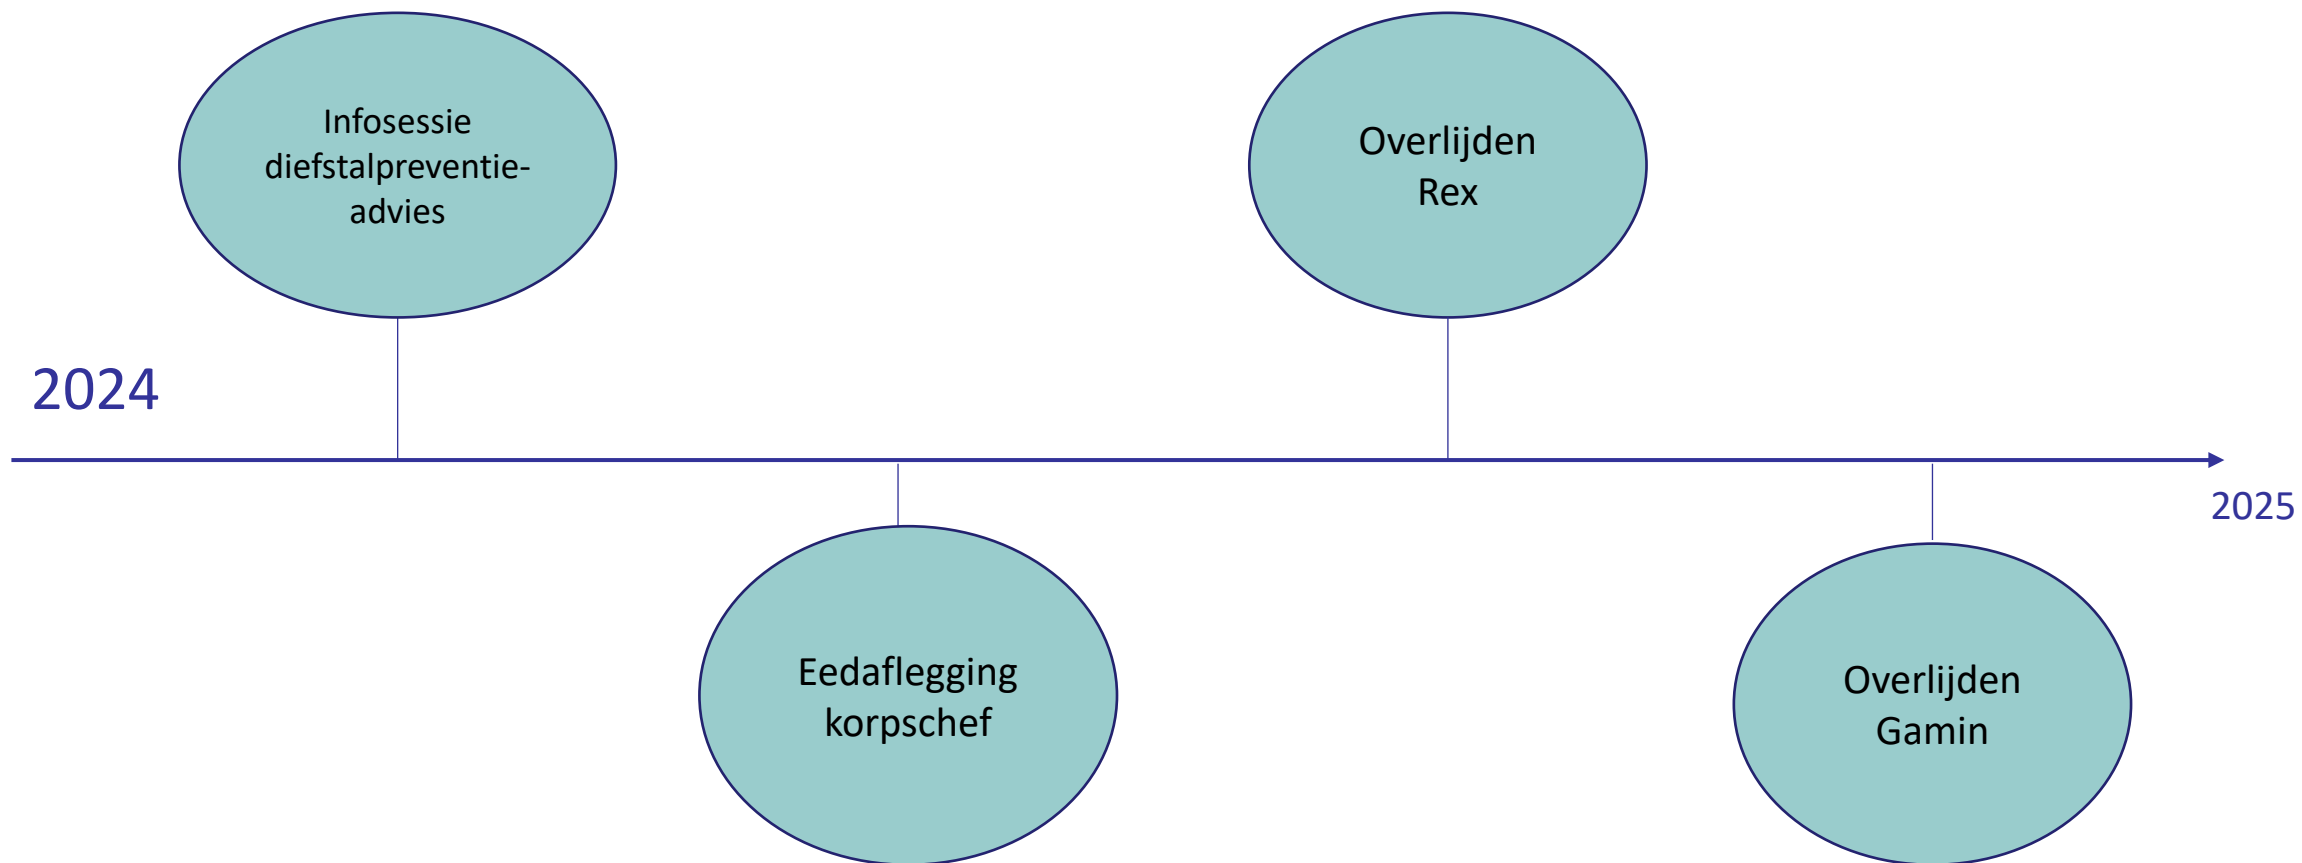 Infosessie
diefstalpreventie-
advies
Overlijden
Rex
2024
2025
Eedaflegging
korpschef
Overlijden
Gamin